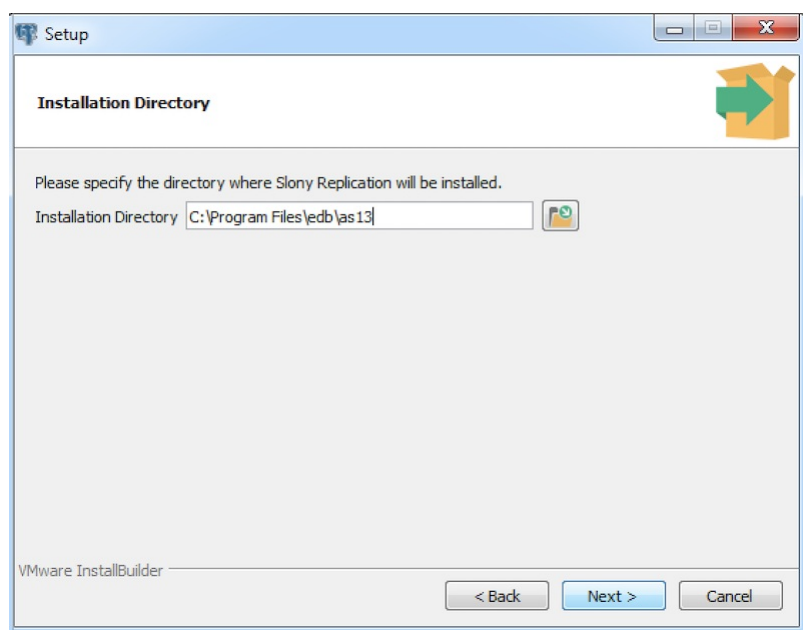 Setup
Installation Directory
Please specify the directory where Slony Replication will be installed.
Installation Directory C:\Program Files\edb\as13
VMware InstallBuilder
< Back Next > Cancel